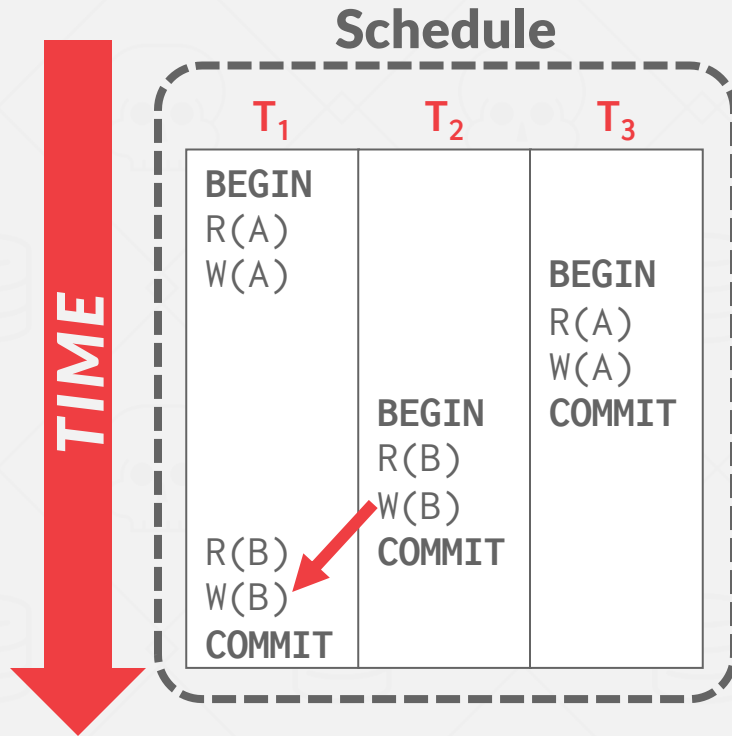 Schedule
TIME
T₁ T₂ T₃
BEGIN
R(A)
W(A) BEGIN
R(A)
W(A)
BEGIN COMMIT
R(B)
W(B)
R(B) COMMIT
W(B)
COMMIT